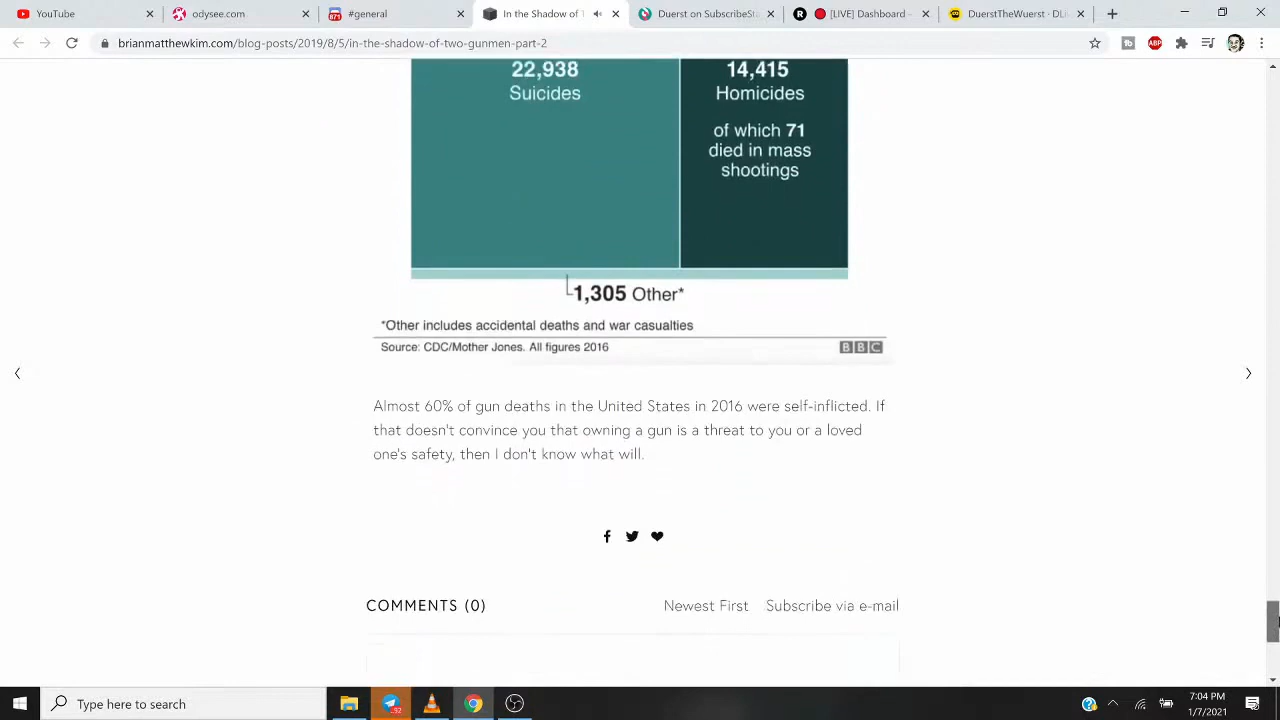 YouTube
odysee.com
#general
In the Shadow of T
Duerst on SubscribeSta
[LIVE] Dashboard -
DuerstTheWuerst · DLi
871
R
brianmatthewkim.com/blog-posts/2019/8/5/in-the-shadow-of-two-gunmen-part-2
tb
ABP
22,938
Suicides
14,415
Homicides
of which 71
died in mass
shootings
1,305 Other*
*Other includes accidental deaths and war casualties
Source: CDC/Mother Jones. All figures 2016
BBC
Almost 60% of gun deaths in the United States in 2016 were self-inflicted. If
that doesn't convince you that owning a gun is a threat to you or a loved
one's safety, then I don't know what will.
COMMENTS (0)
Newest First
Subscribe via e-mail
Type here to search
7:04 PM
1/7/2021